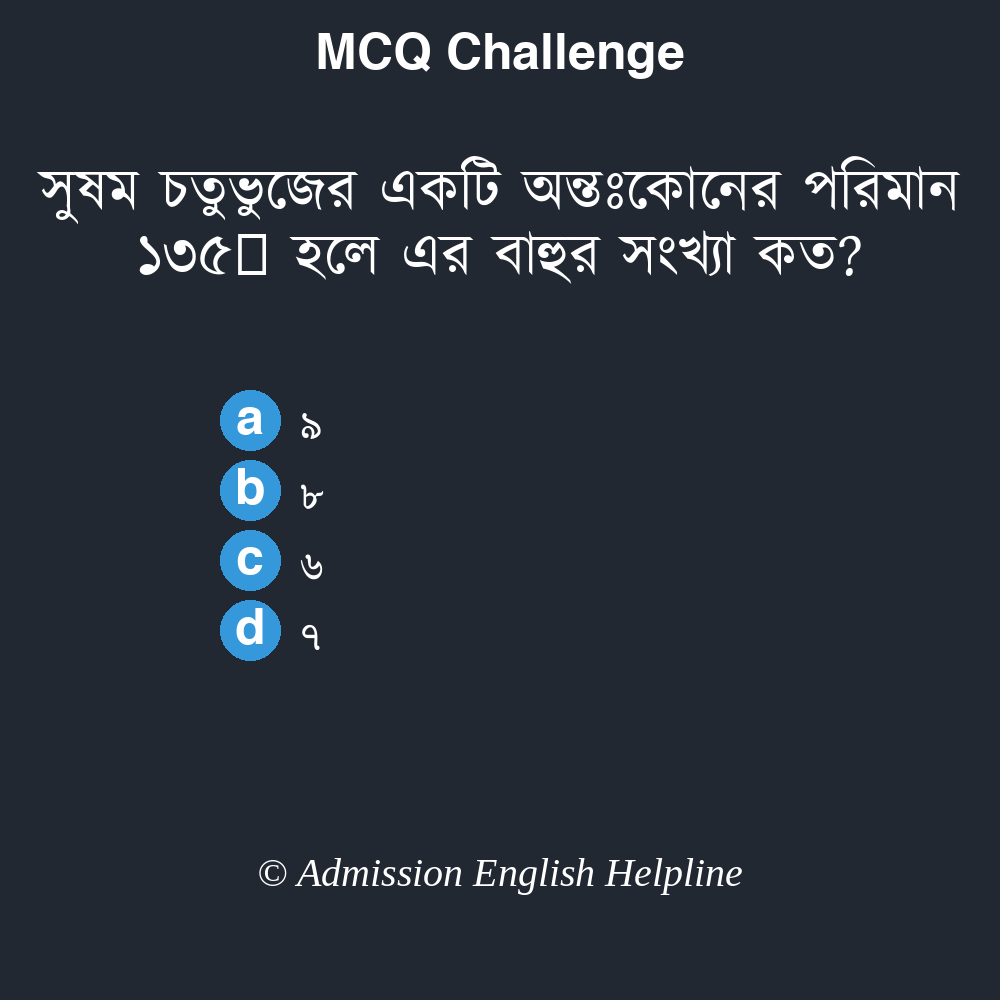 MCQ Challenge
সুষম চতুভুজের একটি অন্তঃকোনের পরিমান
১৩৫▯ হলে এর বাহুর সংখ্যা কত?
a ৯
b ৮
c ৬
d ৭
© Admission English Helpline